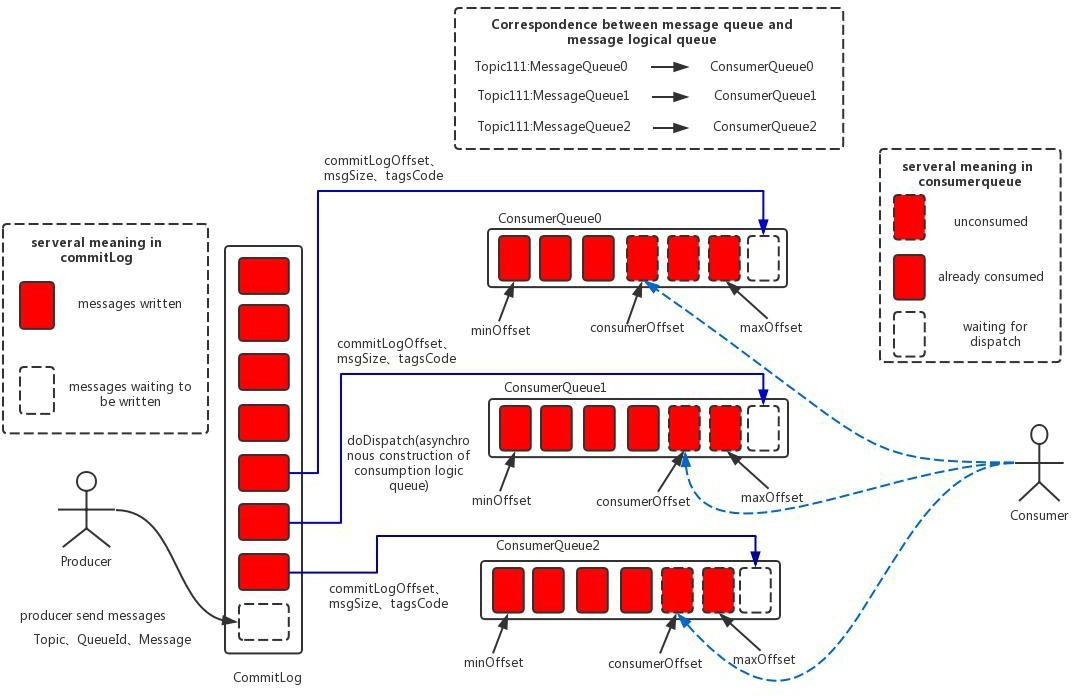 Correspondence between message queue and
message logical queue
Topic111:MessageQueue0 ConsumerQueue0
Topic111:MessageQueue1 ConsumerQueue1
Topic111:MessageQueue2 ConsumerQueue2
serveral meaning in
commitLog
messages written
messages waiting to
be written
serveral meaning in
consumerqueue
unconsumed
already consumed
waiting for
dispatch
commitLogOffset、
msgSize、tagsCode
ConsumerQueue0
minOffset
consumerOffset
maxOffset
commitLogOffset、
msgSize、tagsCode
ConsumerQueue1
doDispatch(asynchro
nous construction of
consumption logic
queue)
minOffset
consumerOffset
maxOffset
ConsumerQueue2
commitLogOffset、
msgSize、tagsCode
minOffset
consumerOffset
maxOffset
Producer
producer send messages
Topic、QueueId、Message
CommitLog
Consumer